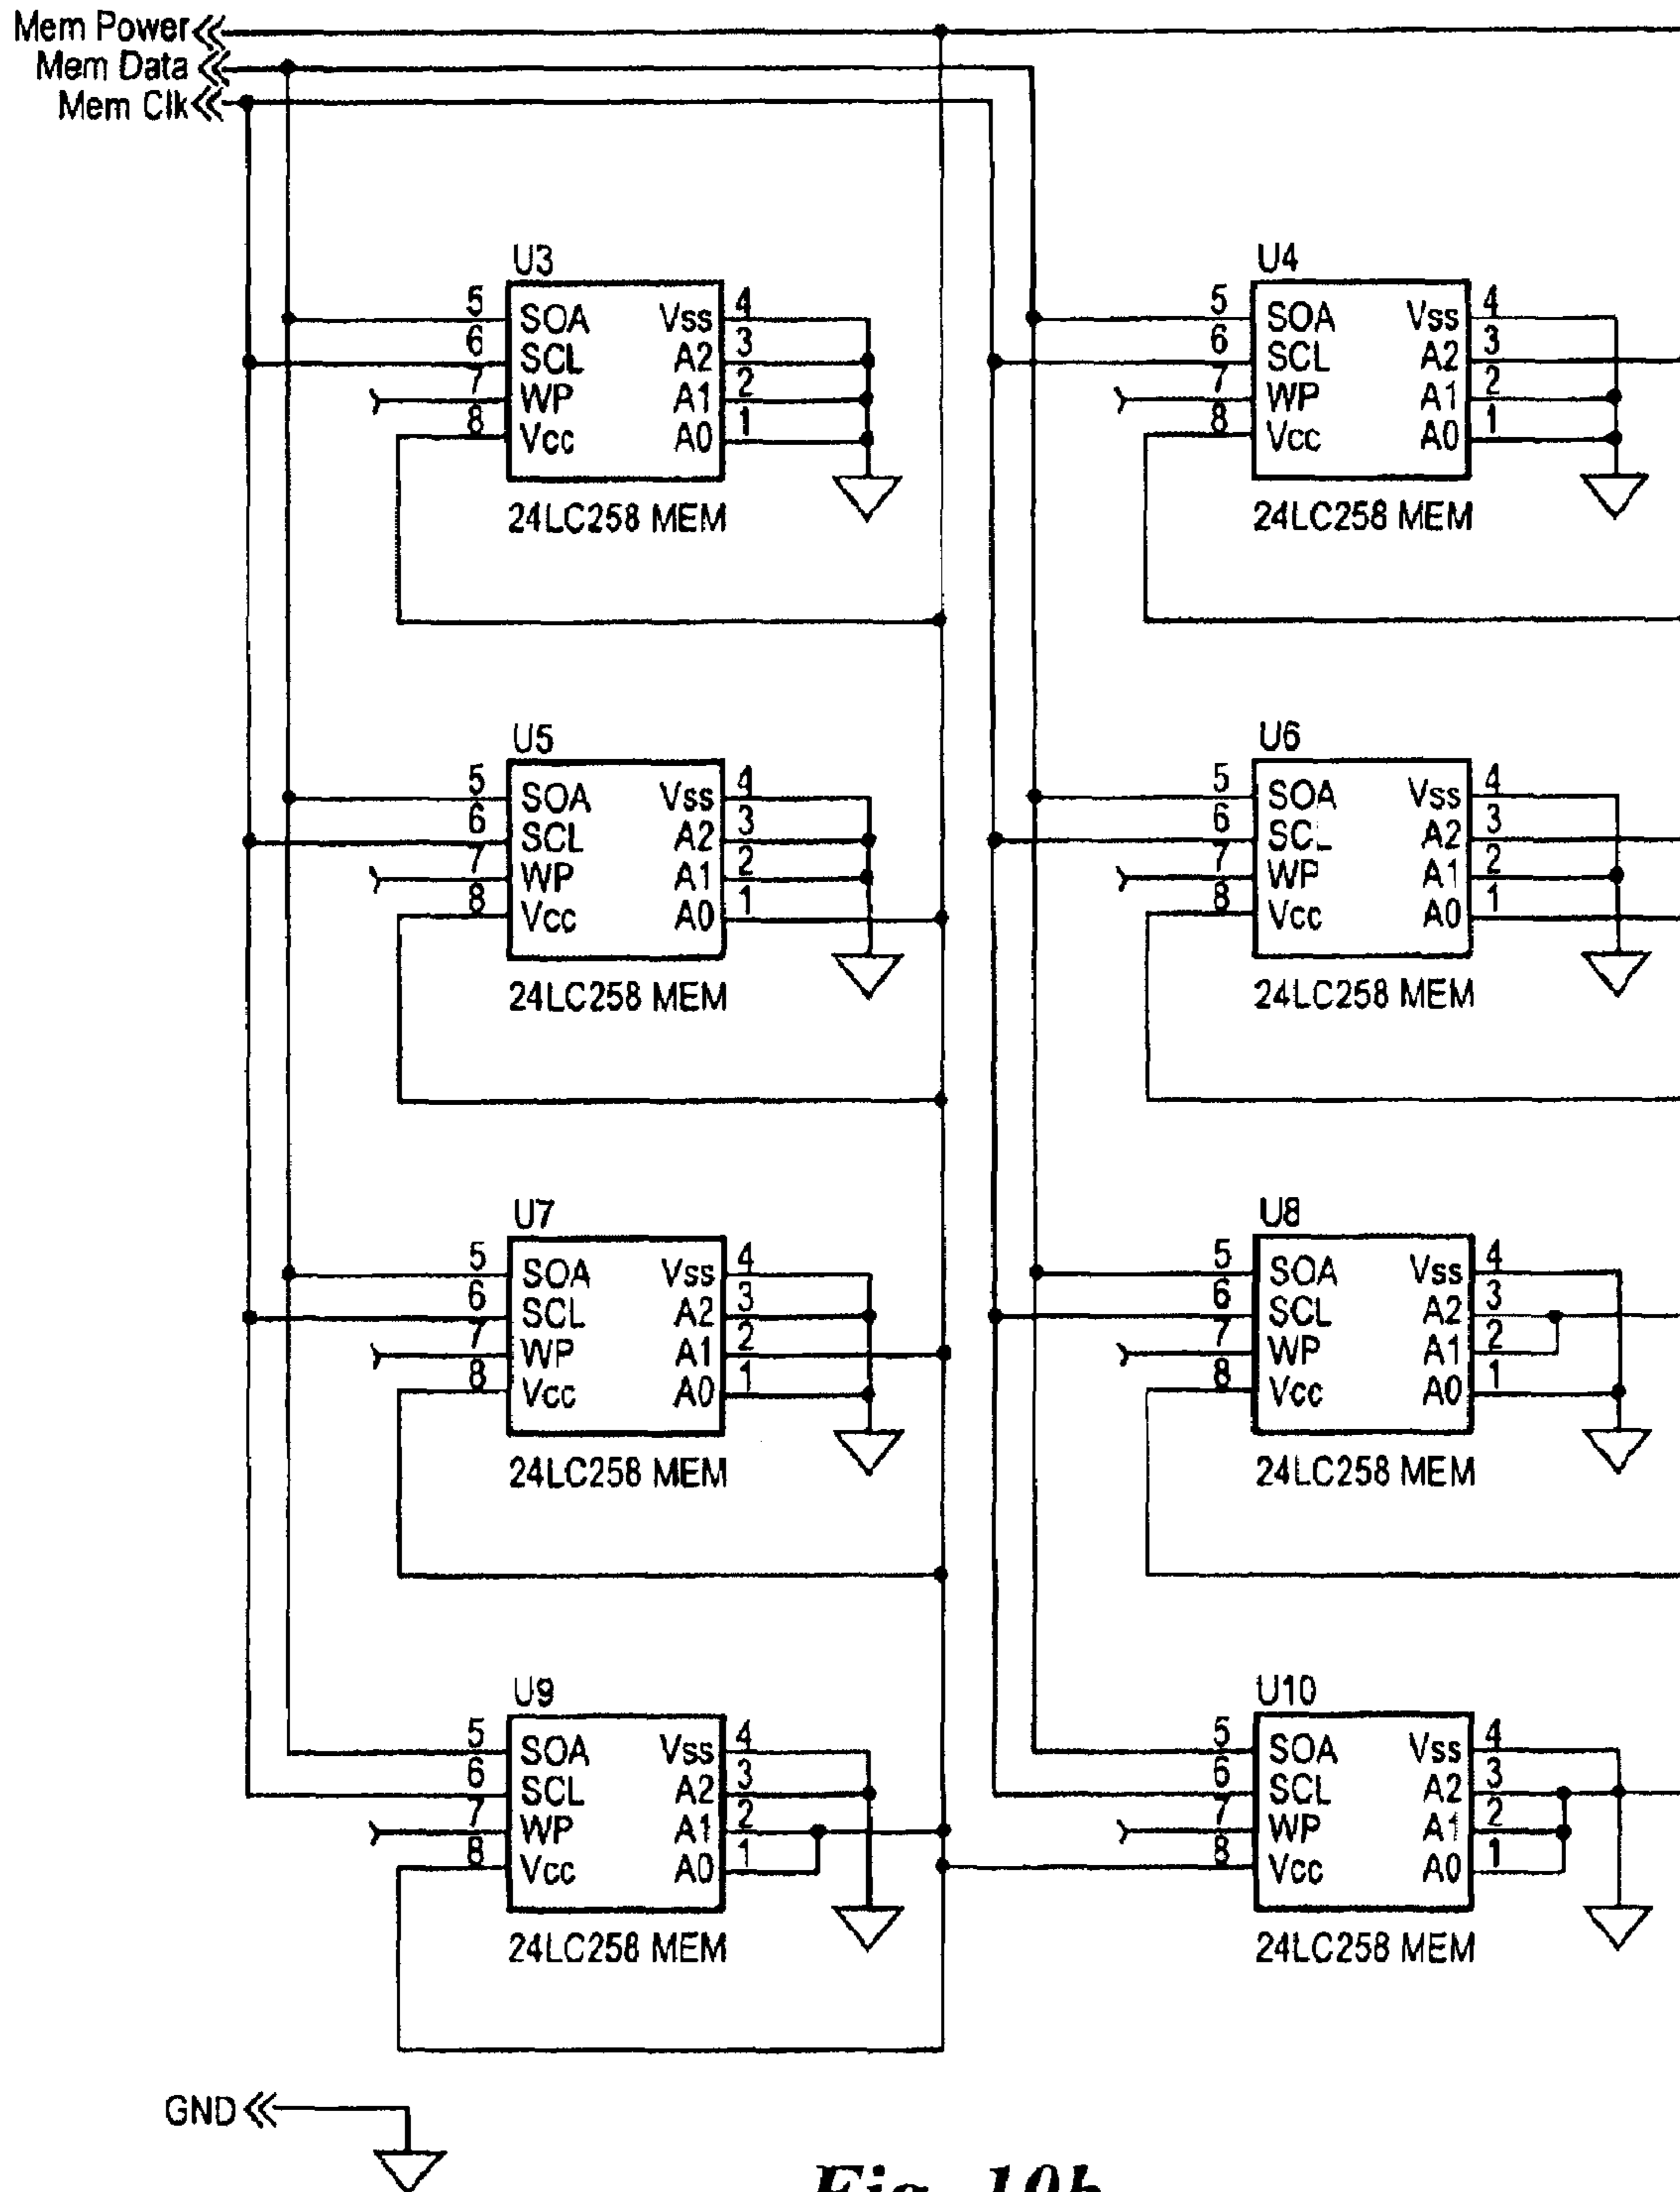 Mem Power
Mem Data
Mem Clk
U3
5 SOA Vss 4
6 SCL A2 3
7 WP A1 2
8 Vcc A0 1
24LC258 MEM
U4
5 SOA Vss 4
6 SCL A2 3
7 WP A1 2
8 Vcc A0 1
24LC258 MEM
U5
5 SOA Vss 4
6 SCL A2 3
7 WP A1 2
8 Vcc A0 1
24LC258 MEM
U6
5 SOA Vss 4
6 SCL A2 3
7 WP A1 2
8 Vcc A0 1
24LC258 MEM
U7
5 SOA Vss 4
6 SCL A2 3
7 WP A1 2
8 Vcc A0 1
24LC258 MEM
U8
5 SOA Vss 4
6 SCL A2 3
7 WP A1 2
8 Vcc A0 1
24LC258 MEM
U9
5 SOA Vss 4
6 SCL A2 3
7 WP A1 2
8 Vcc A0 1
24LC258 MEM
U10
5 SOA Vss 4
6 SCL A2 3
7 WP A1 2
8 Vcc A0 1
24LC258 MEM
GND
Fig. 10b